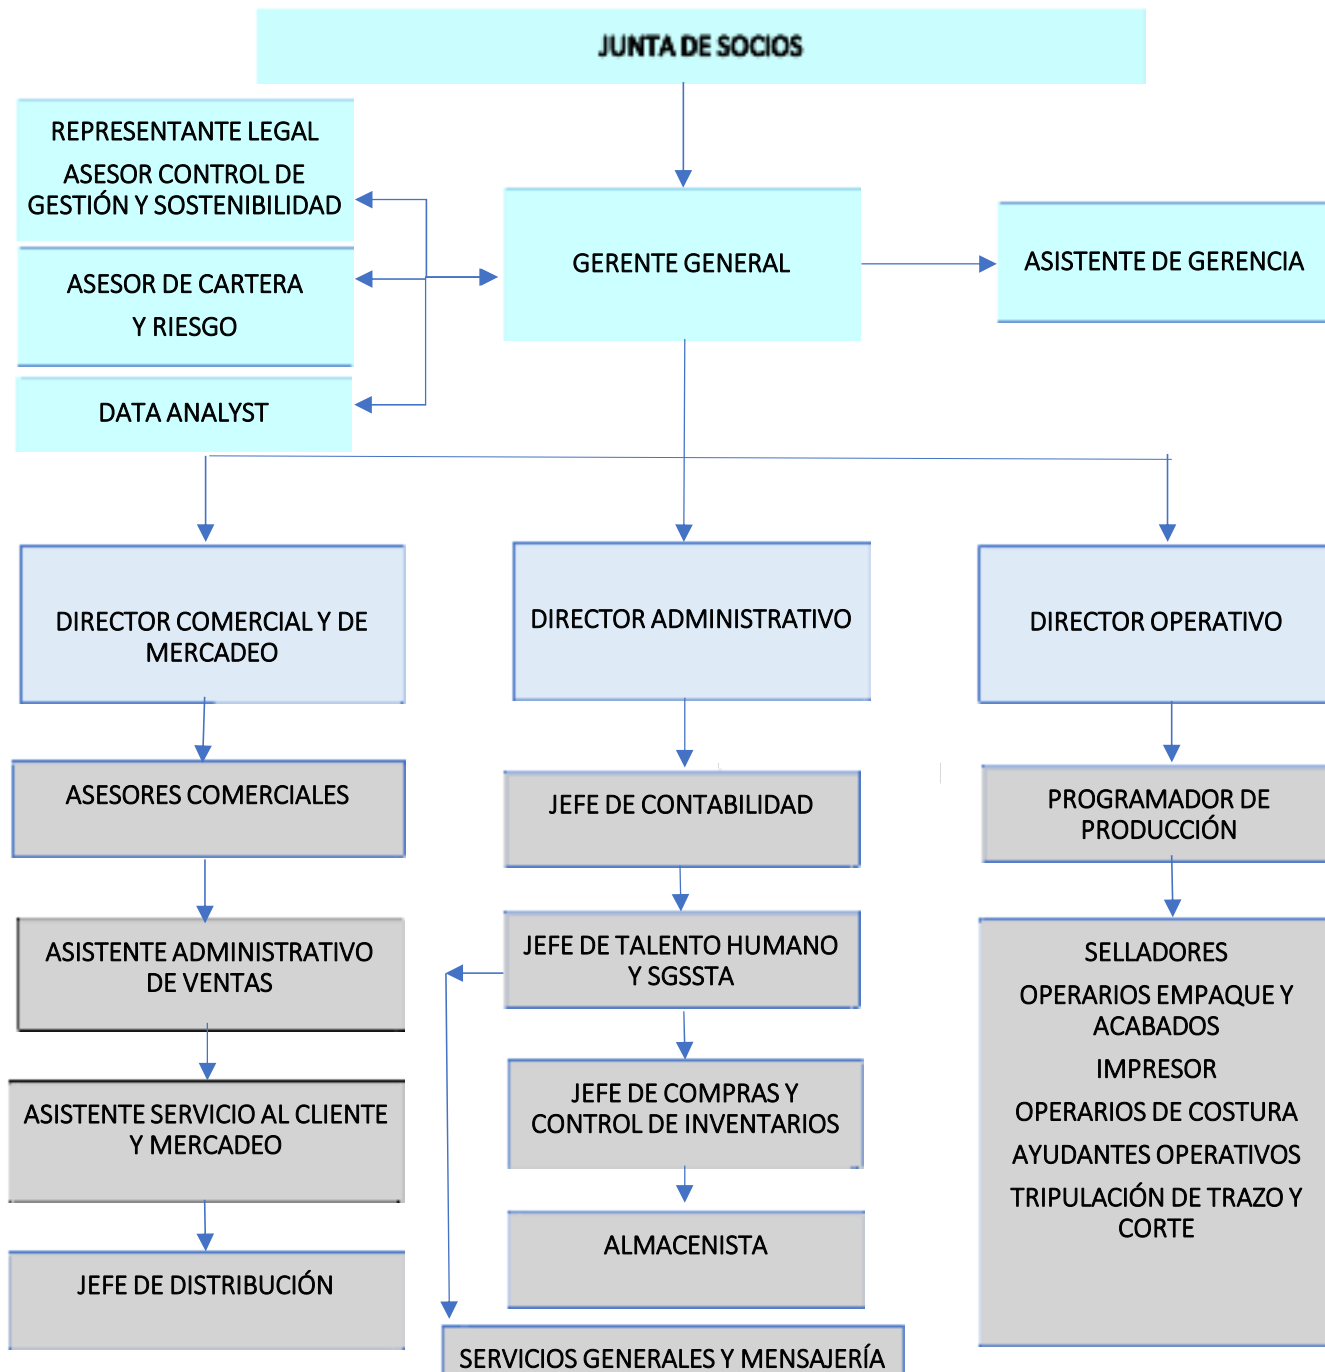 JUNTA DE SOCIOS
REPRESENTANTE LEGAL
ASESOR CONTROL DE
GESTIÓN Y SOSTENIBILIDAD
ASESOR DE CARTERA
Y RIESGO
DATA ANALYST
GERENTE GENERAL
ASISTENTE DE GERENCIA
DIRECTOR COMERCIAL Y DE
MERCADEO
ASESORES COMERCIALES
ASISTENTE ADMINISTRATIVO
DE VENTAS
ASISTENTE SERVICIO AL CLIENTE
Y MERCADEO
JEFE DE DISTRIBUCIÓN
DIRECTOR ADMINISTRATIVO
JEFE DE CONTABILIDAD
JEFE DE TALENTO HUMANO
Y SGSSTA
JEFE DE COMPRAS Y
CONTROL DE INVENTARIOS
ALMACENISTA
SERVICIOS GENERALES Y MENSAJERÍA
DIRECTOR OPERATIVO
PROGRAMADOR DE
PRODUCCIÓN
SELLADORES
OPERARIOS EMPAQUE Y
ACABADOS
IMPRESOR
OPERARIOS DE COSTURA
AYUDANTES OPERATIVOS
TRIPULACIÓN DE TRAZO Y
CORTE